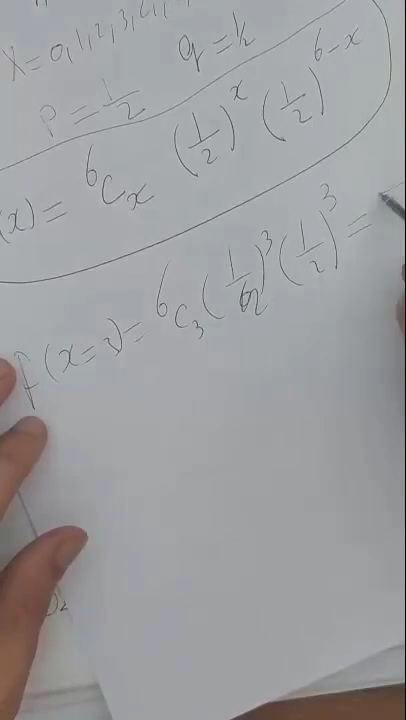 X = 0, 1, 2, 3,
P = 1/2 q = 1/2
(x) = ⁶Cₓ (1/2)ˣ (1/2)⁶⁻ˣ
f(x=3) = ⁶C₃ (1/2)³ (1/2)³ =